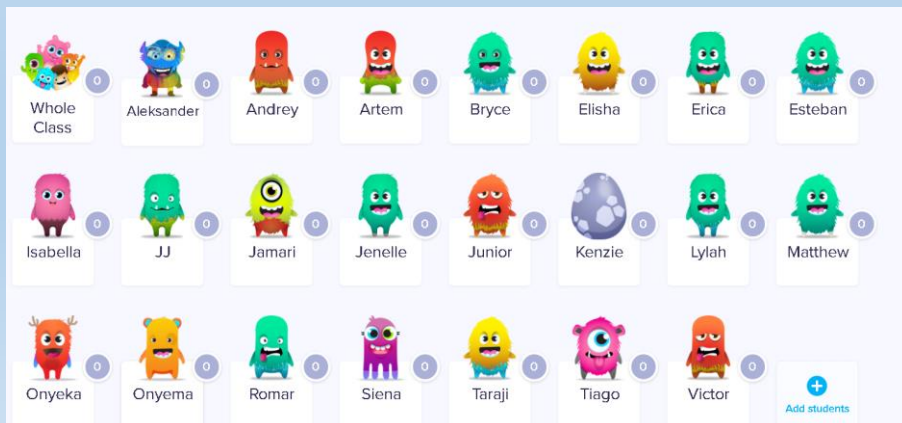 0 0 0 0 0 0 0 0
Whole Class Aleksander Andrey Artem Bryce Elisha Erica Esteban
0 0 0 0 0 0 0 0
Isabella JJ Jamari Jenelle Junior Kenzie Lylah Matthew
0 0 0 0 0 0 0
Onyeka Onyema Romar Siena Taraji Tiago Victor Add students